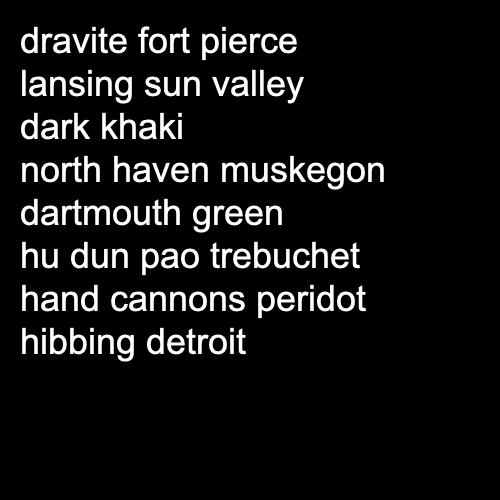 dravite fort pierce
lansing sun valley
dark khaki
north haven muskegon
dartmouth green
hu dun pao trebuchet
hand cannons peridot
hibbing detroit